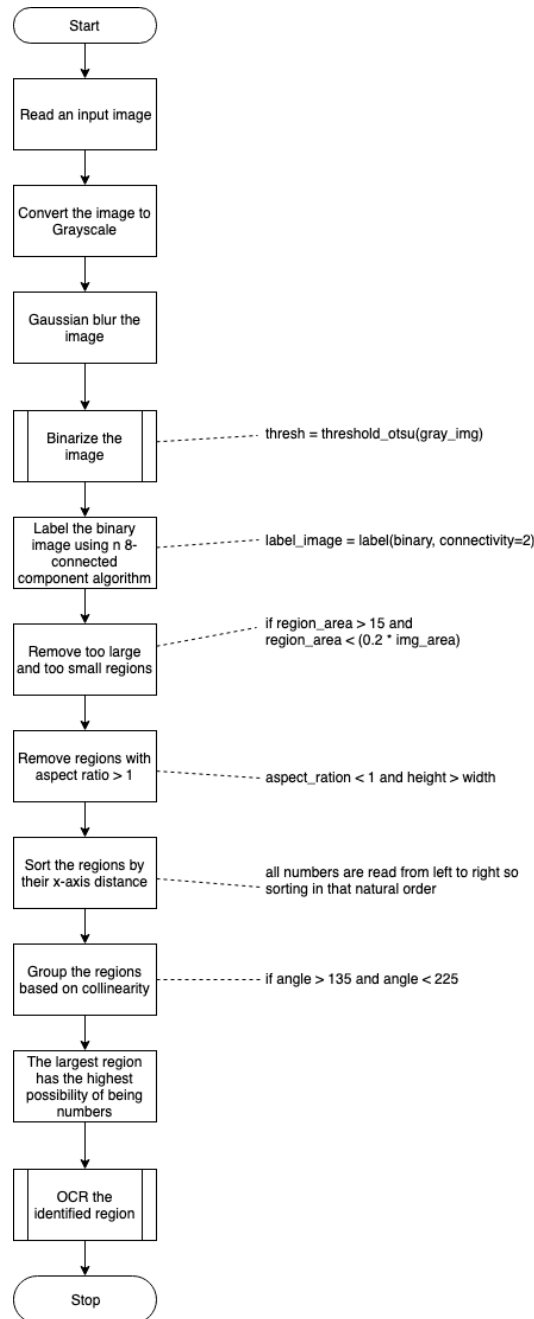 Start
Read an input image
Convert the image to
Grayscale
Gaussian blur the
image
Binarize the
image
thresh = threshold_otsu(gray_img)
Label the binary
image using n 8-
connected
component algorithm
label_image = label(binary, connectivity=2)
Remove too large
and too small regions
if region_area > 15 and
region_area < (0.2 * img_area)
Remove regions with
aspect ratio > 1
aspect_ration < 1 and height > width
Sort the regions by
their x-axis distance
all numbers are read from left to right so
sorting in that natural order
Group the regions
based on collinearity
if angle > 135 and angle < 225
The largest region
has the highest
possibility of being
numbers
OCR the
identified region
Stop